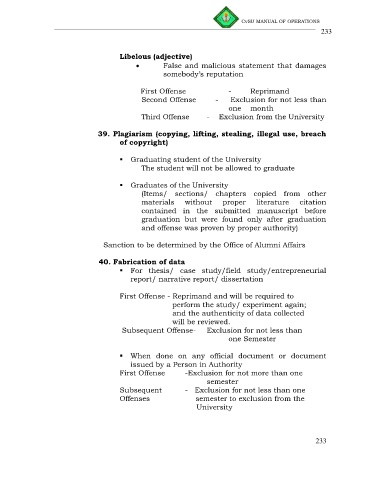 CvSU MANUAL OF OPERATIONS
233
Libelous (adjective)
• False and malicious statement that damages
somebody's reputation
First Offense - Reprimand
Second Offense - Exclusion for not less than
one month
Third Offense - Exclusion from the University
39. Plagiarism (copying, lifting, stealing, illegal use, breach
of copyright)
▪ Graduating student of the University
The student will not be allowed to graduate
▪ Graduates of the University
(Items/ sections/ chapters copied from other
materials without proper literature citation
contained in the submitted manuscript before
graduation but were found only after graduation
and offense was proven by proper authority)
Sanction to be determined by the Office of Alumni Affairs
40. Fabrication of data
▪ For thesis/ case study/field study/entrepreneurial
report/ narrative report/ dissertation
First Offense - Reprimand and will be required to
perform the study/ experiment again;
and the authenticity of data collected
will be reviewed.
Subsequent Offense- Exclusion for not less than
one Semester
▪ When done on any official document or document
issued by a Person in Authority
First Offense -Exclusion for not more than one
semester
Subsequent - Exclusion for not less than one
Offenses semester to exclusion from the
University
233